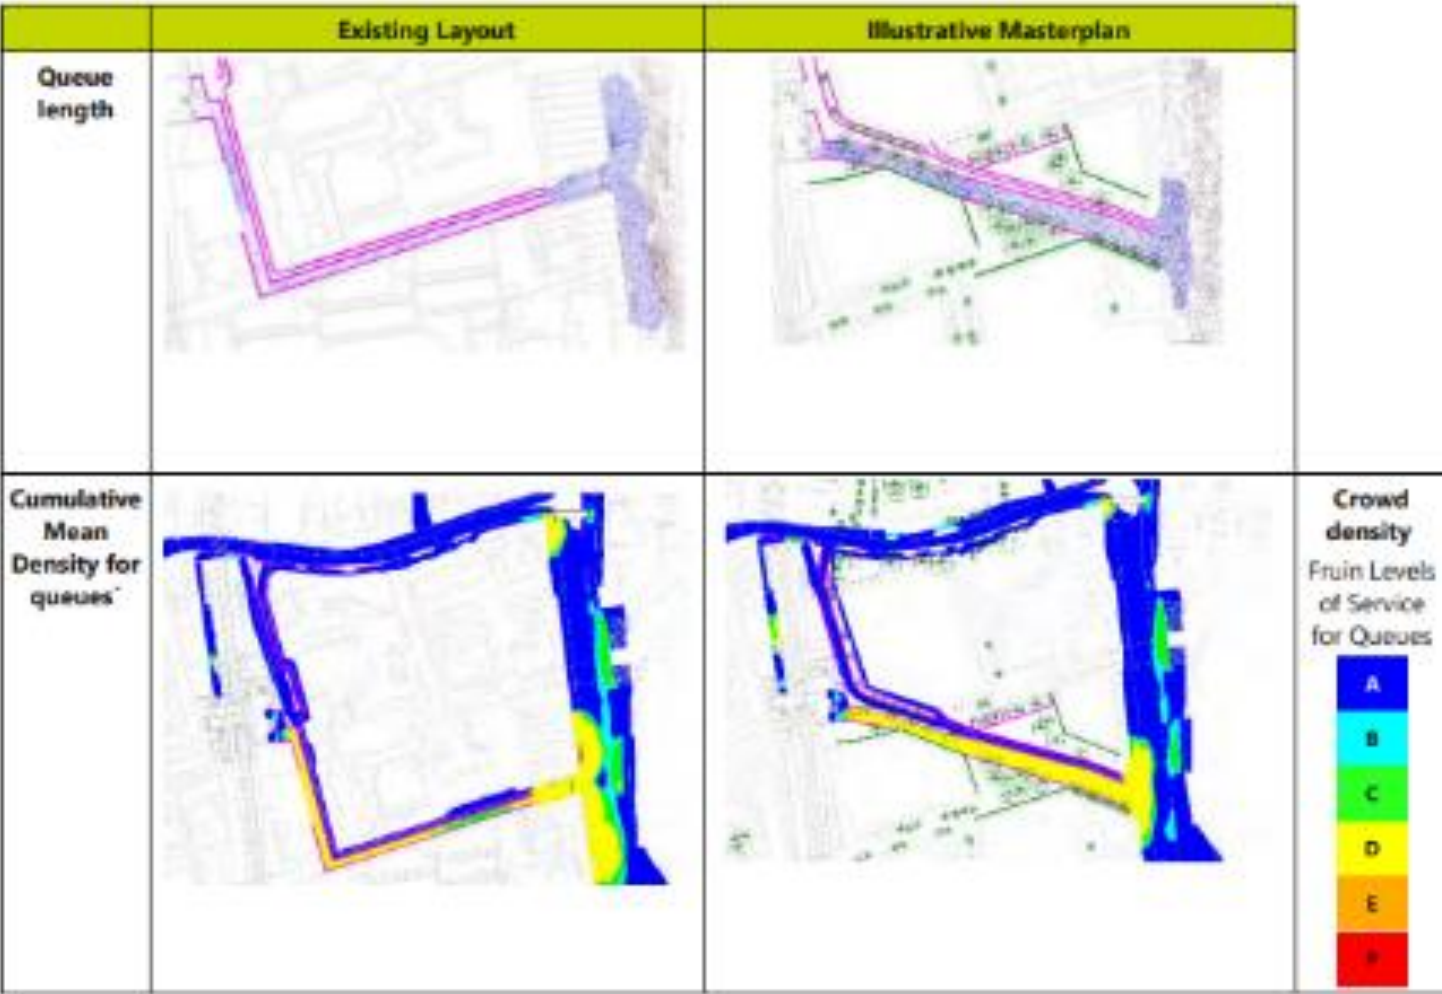 Existing Layout
Illustrative Masterplan
Queue
length
Cumulative
Mean
Density for
queues*
Crowd
density
Fruin Levels
of Service
for Queues
A
B
C
D
E
F